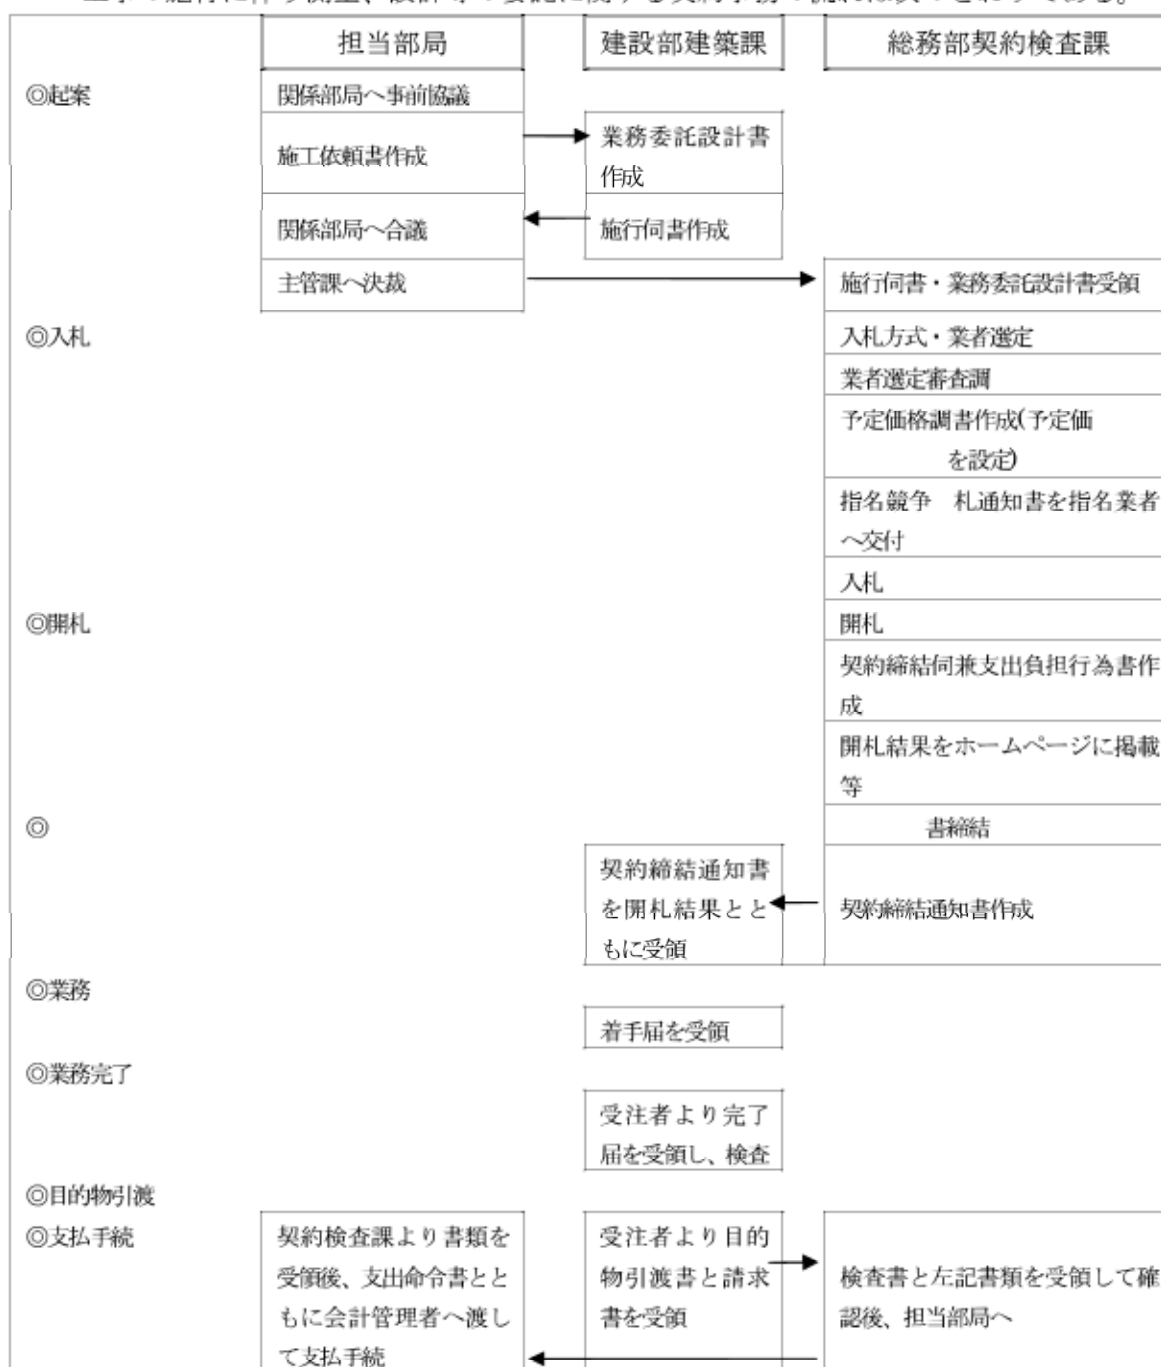 担当部局 建設部建築課 総務部契約検査課
◎起案 関係部局へ事前協議
施工依頼書作成
業務委託設計書
作成
関係部局へ合議 施行伺書作成
主管課へ決裁 施行伺書・業務委託設計書受領
◎入札 入札方式・業者選定
業者選定審査調
予定価格調書作成(予定価
を設定)
指名競争 札通知書を指名業者
へ交付
入札
◎開札 開札
契約締結伺兼支出負担行為書作
成
開札結果をホームページに掲載
等
◎ 書締結
契約締結通知書
を開札結果とと
もに受領
契約締結通知書作成
◎業務
着手届を受領
◎業務完了
受注者より完了
届を受領し、検査
◎目的物引渡
◎支払手続
契約検査課より書類を
受領後、支出命令書とと
もに会計管理者へ渡し
て支払手続
受注者より目的
物引渡書と請求
書を受領
検査書と左記書類を受領して確
認後、担当部局へ